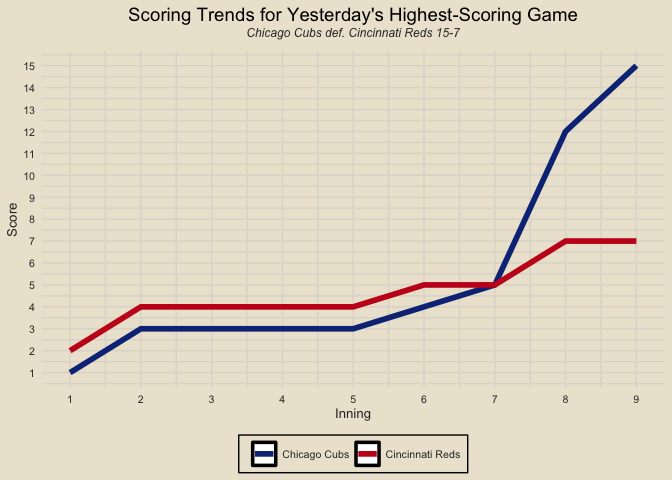 Scoring Trends for Yesterday's Highest-Scoring Game
Chicago Cubs def. Cincinnati Reds 15-7
15
14
13
12
11
10
9
8
7
6
5
4
3
2
1
Score
1 2 3 4 5 6 7 8 9
Inning
Chicago Cubs Cincinnati Reds